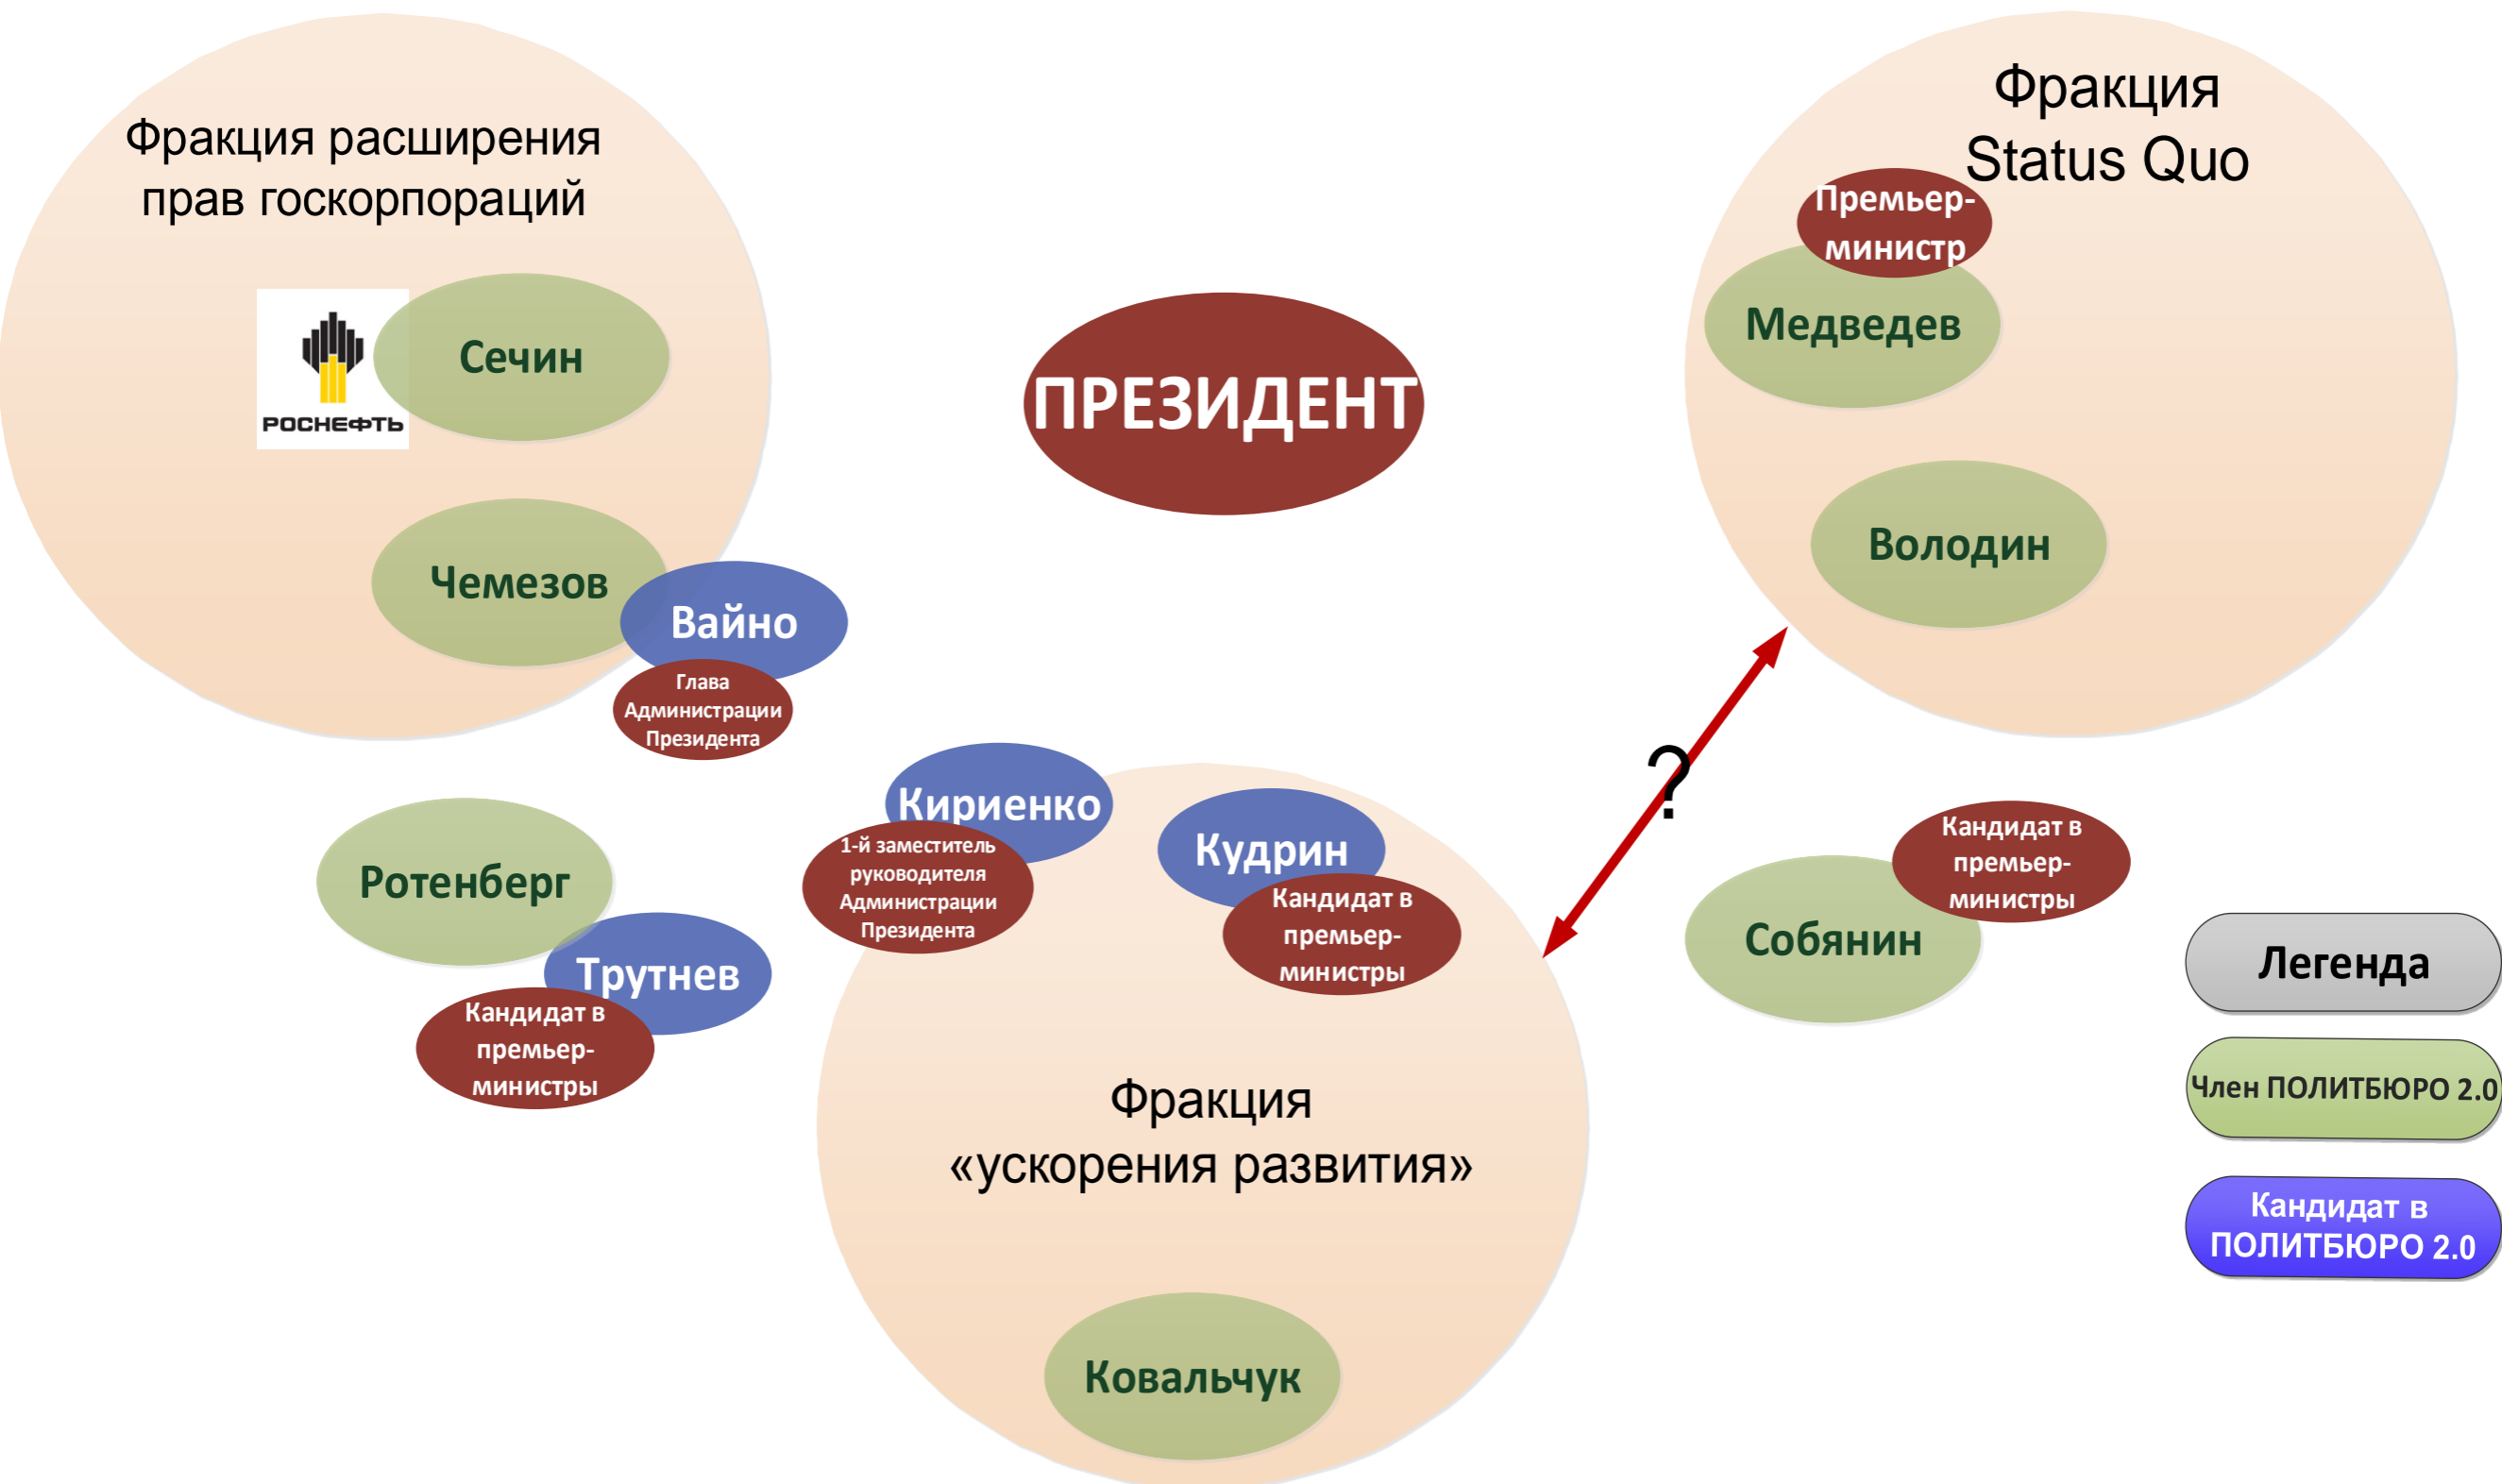 Фракция расширения
прав госкорпораций
РОСНЕФТЬ
Сечин
Чемезов
Вайно
Глава
Администрации
Президента
ПРЕЗИДЕНТ
Фракция
Status Quo
Премьер-
министр
Медведев
Володин
?
Ротенберг
Трутнев
Кандидат в
премьер-
министры
Кириенко
1-й заместитель
руководителя
Администрации
Президента
Кудрин
Кандидат в
премьер-
министры
Фракция
«ускорения развития»
Ковальчук
Кандидат в
премьер-
министры
Собянин
Легенда
Член ПОЛИТБЮРО 2.0
Кандидат в
ПОЛИТБЮРО 2.0